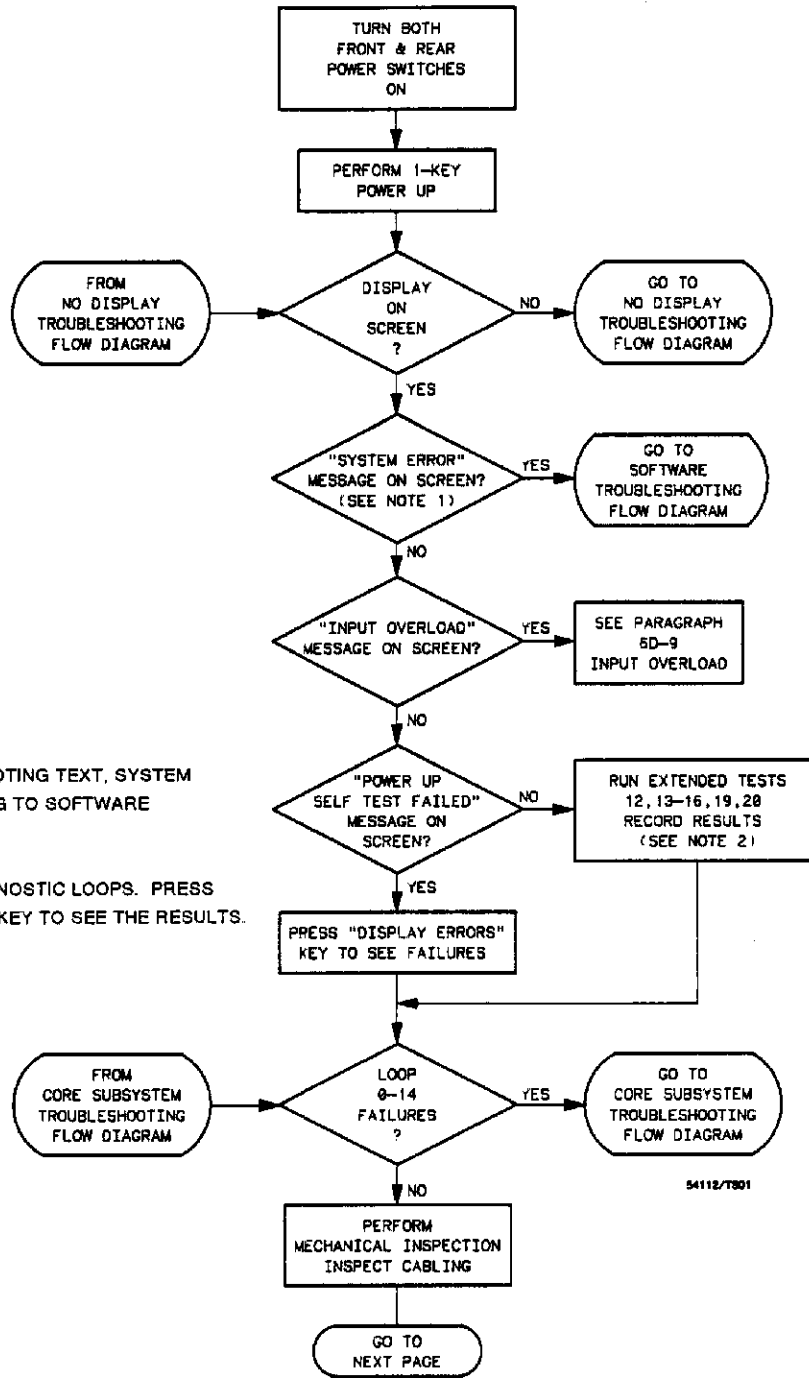 TURN BOTH
FRONT & REAR
POWER SWITCHES
ON
PERFORM 1-KEY
POWER UP
FROM
NO DISPLAY
TROUBLESHOOTING
FLOW DIAGRAM
DISPLAY
ON
SCREEN
?
NO
GO TO
NO DISPLAY
TROUBLESHOOTING
FLOW DIAGRAM
YES
"SYSTEM ERROR"
MESSAGE ON SCREEN?
(SEE NOTE 1)
YES
GO TO
SOFTWARE
TROUBLESHOOTING
FLOW DIAGRAM
NO
"INPUT OVERLOAD"
MESSAGE ON SCREEN?
YES
SEE PARAGRAPH
6D-9
INPUT OVERLOAD
NO
OTING TEXT, SYSTEM
G TO SOFTWARE
"POWER UP
SELF TEST FAILED"
MESSAGE ON
SCREEN?
NO
RUN EXTENDED TESTS
12,13-16,19,20
RECORD RESULTS
(SEE NOTE 2)
NOSTIC LOOPS. PRESS
KEY TO SEE THE RESULTS.
YES
PRESS "DISPLAY ERRORS"
KEY TO SEE FAILURES
FROM
CORE SUBSYSTEM
TROUBLESHOOTING
FLOW DIAGRAM
LOOP
0-14
FAILURES
?
YES
GO TO
CORE SUBSYSTEM
TROUBLESHOOTING
FLOW DIAGRAM
54112/TS01
NO
PERFORM
MECHANICAL INSPECTION
INSPECT CABLING
GO TO
NEXT PAGE